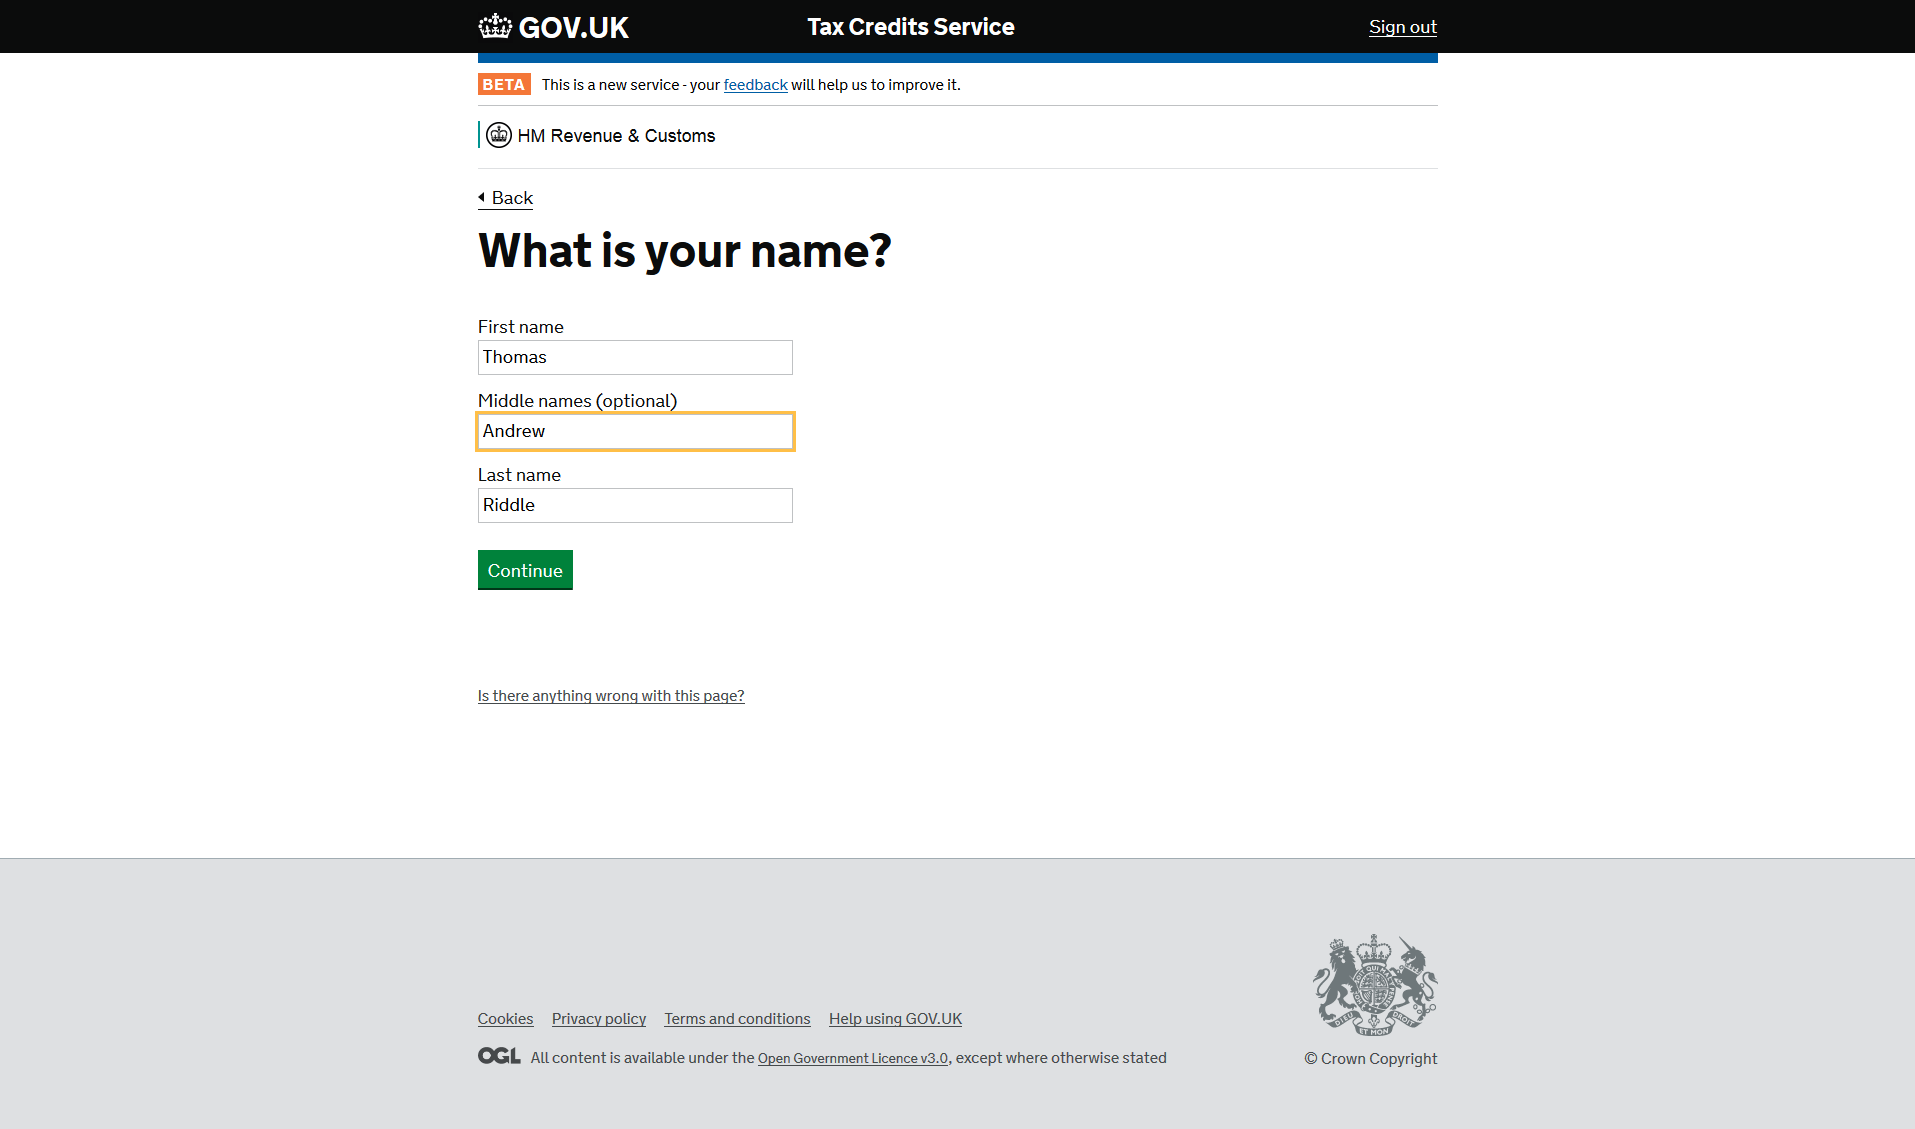 GOV.UK Tax Credits Service Sign out
BETA This is a new service - your feedback will help us to improve it.
HM Revenue & Customs
Back
What is your name?
First name
Thomas
Middle names (optional)
Andrew
Last name
Riddle
Continue
Is there anything wrong with this page?
Cookies Privacy policy Terms and conditions Help using GOV.UK
OGL All content is available under the Open Government Licence v3.0, except where otherwise stated
© Crown Copyright